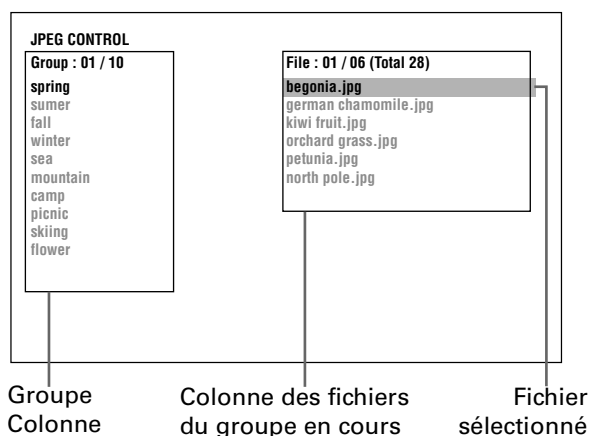 JPEG CONTROL
Group : 01 / 10
spring
sumer
fall
winter
sea
mountain
camp
picnic
skiing
flower
File : 01 / 06 (Total 28)
begonia.jpg
german chamomile.jpg
kiwi fruit.jpg
orchard grass.jpg
petunia.jpg
north pole.jpg
Groupe
Colonne
Colonne des fichiers
du groupe en cours
Fichier
sélectionné